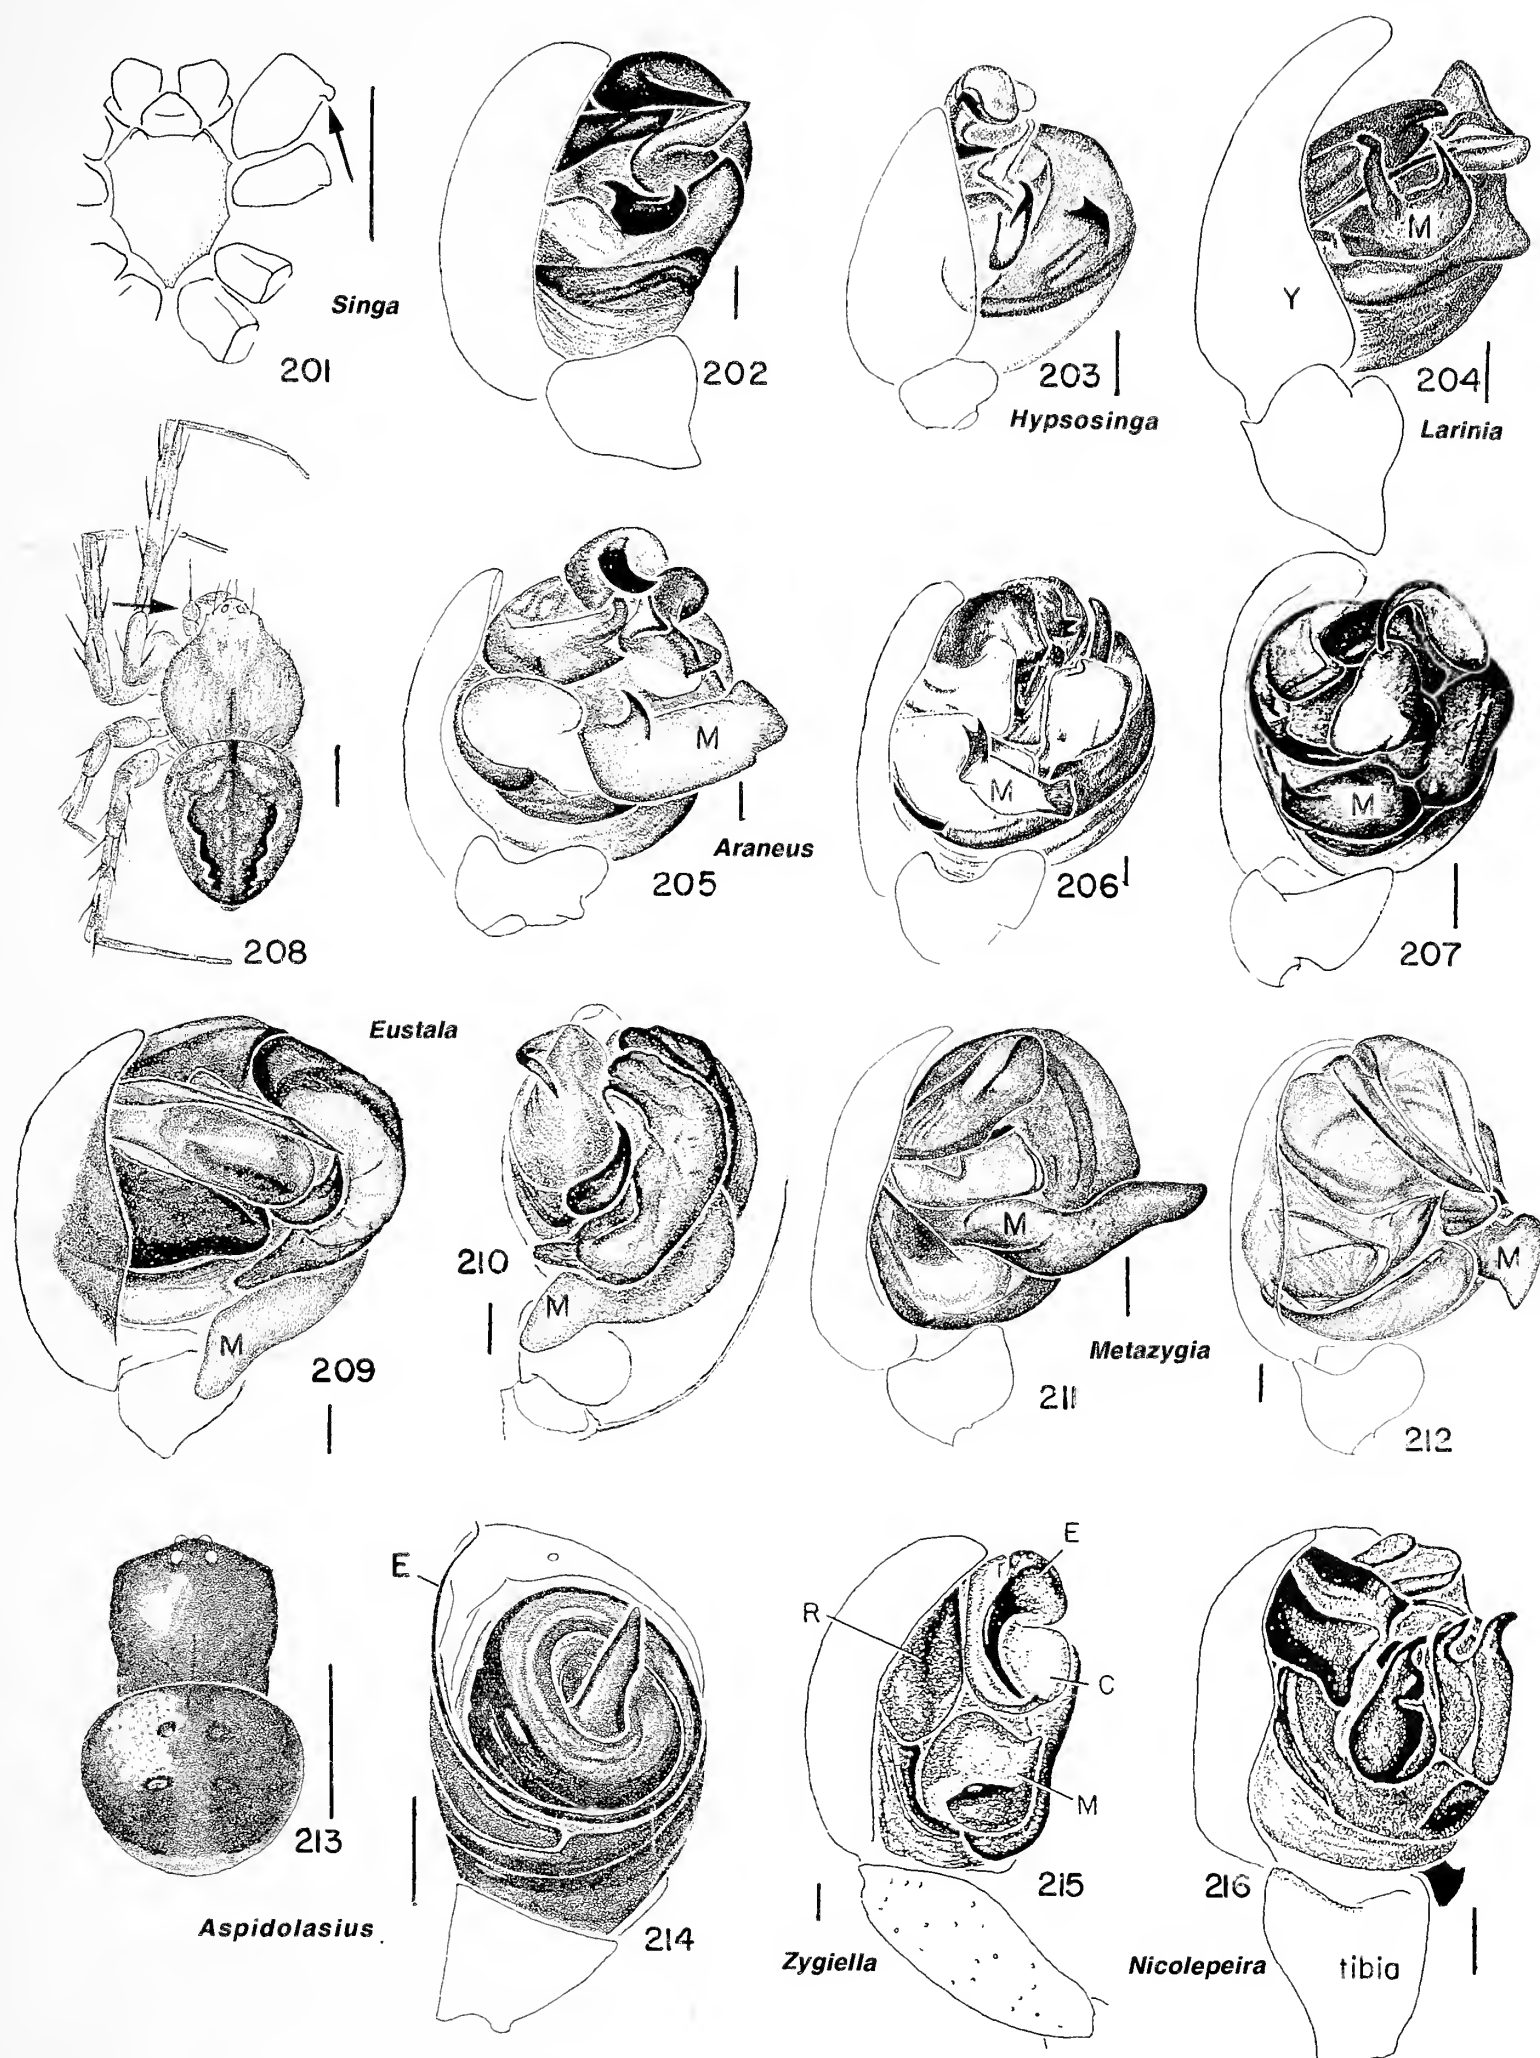 Singa
201
202
203
Hypsosinga
M
Y
204
Larinia
208
M
Araneus
205
M
206
M
207
Eustala
M
209
210
M
M
Metazygia
211
M
212
213
Aspidolasius
E
214
E
R
C
M
215
Zygiella
216
Nicolepeira
tibia